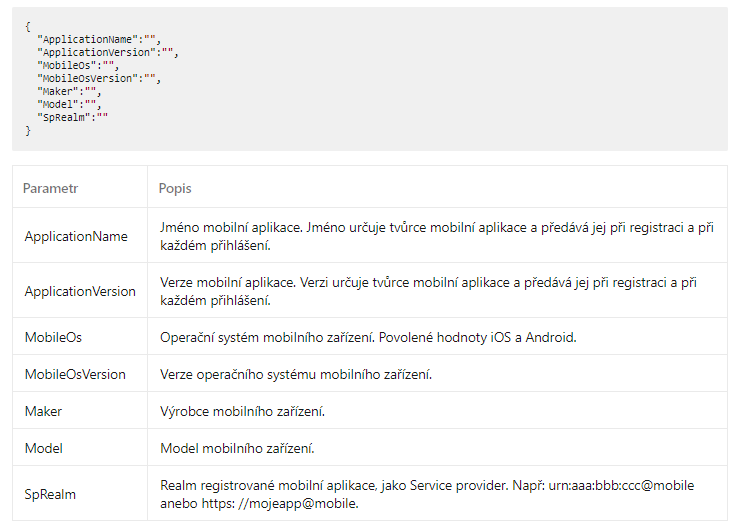 {
"ApplicationName":"",
"ApplicationVersion":"",
"MobileOs":"",
"MobileOsVersion":"",
"Maker":"",
"Model":"",
"SpRealm":""
}
Parametr Popis
ApplicationName Jméno mobilní aplikace. Jméno určuje tvůrce mobilní aplikace a předává jej při registraci a při
každém přihlášení.
ApplicationVersion Verze mobilní aplikace. Verzi určuje tvůrce mobilní aplikace a předává jej při registraci a při
každém přihlášení.
MobileOs Operační systém mobilního zařízení. Povolené hodnoty iOS a Android.
MobileOsVersion Verze operačního systému mobilního zařízení.
Maker Výrobce mobilního zařízení.
Model Model mobilního zařízení.
SpRealm Realm registrované mobilní aplikace, jako Service provider. Např: urn:aaa:bbb:ccc@mobile
anebo https: //mojeapp@mobile.